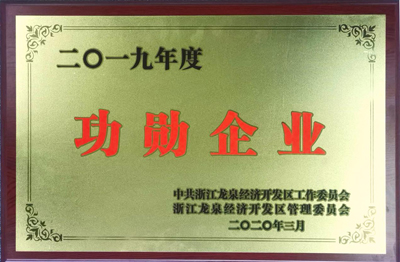 二〇一九年度
功勋企业
中共浙江龙泉经济开发区工作委员会
浙江龙泉经济开发区管理委员会
二〇二〇年三月